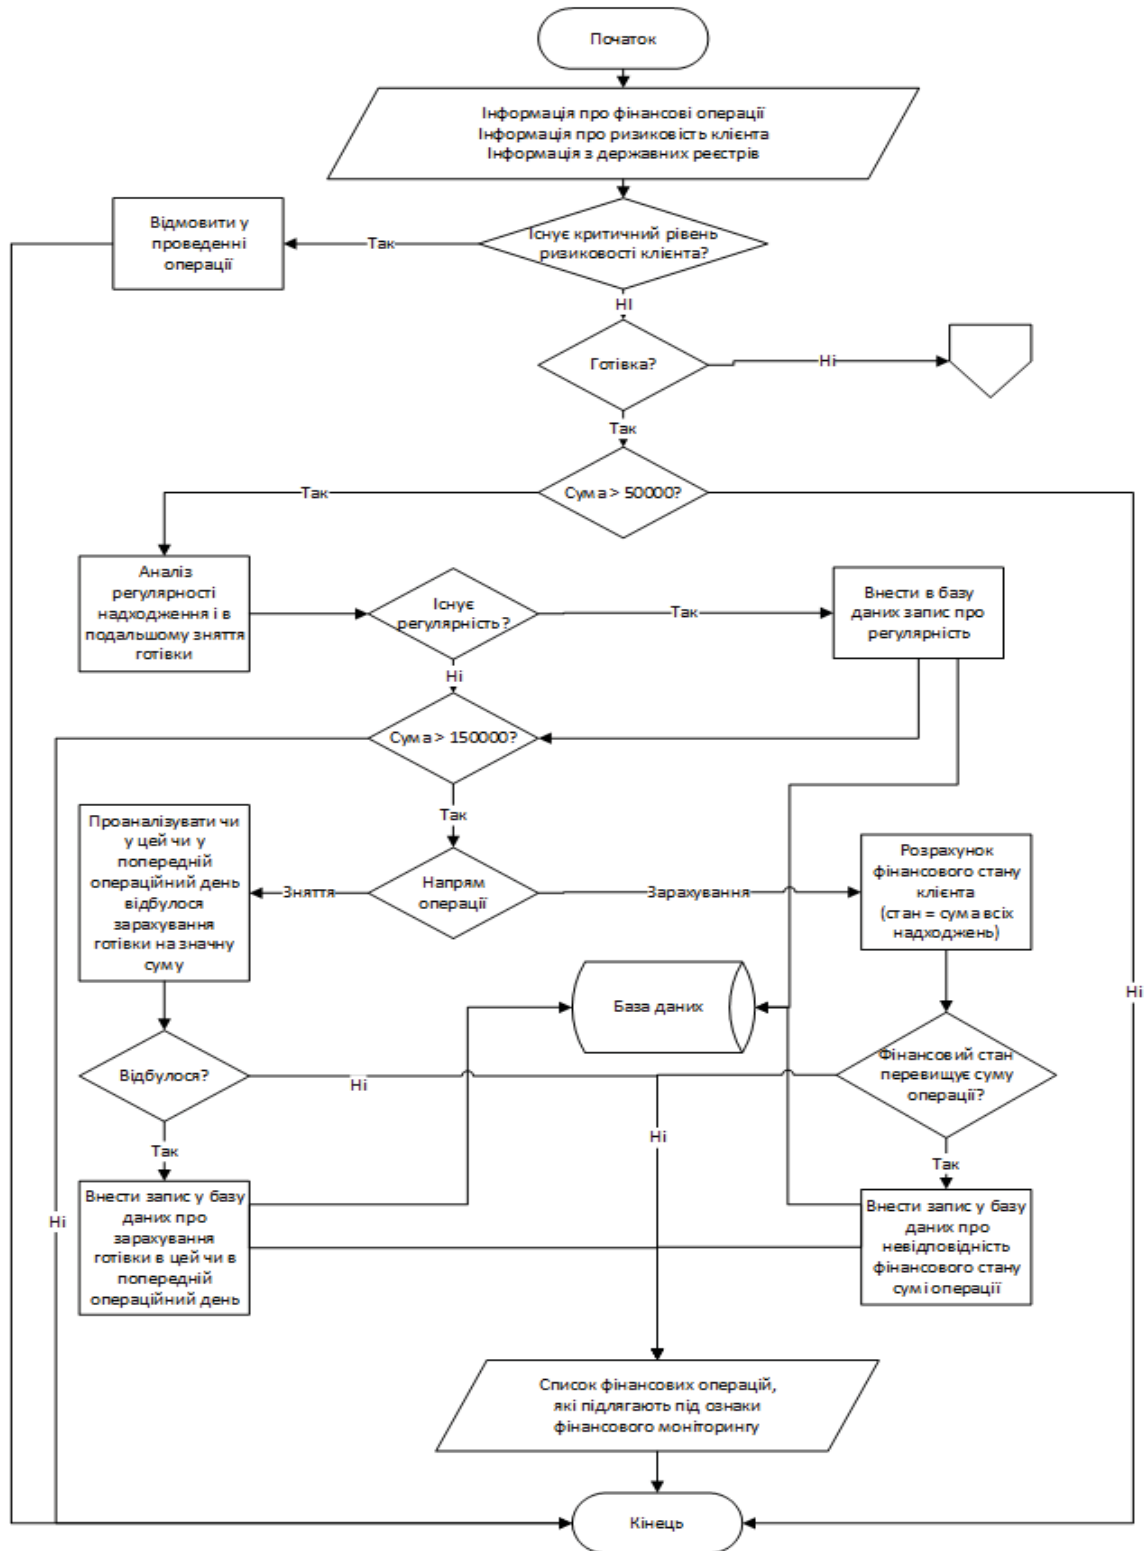 Початок
Інформація про фінансові операції
Інформація про ризиковість клієнта
Інформація з державних реєстрів
Існує критичний рівень
ризиковості клієнта?
Так
Відмовити у
проведенні
операції
НІ
Готівка?
Ні
Так
Сума > 50000?
Так
Аналіз
регулярності
надходження і в
подальшому зняття
готівки
Існує
регулярність?
Так
Внести в базу
даних запис про
регулярність
Ні
Сума > 150000?
Так
Проаналізувати чи
у цей чи у
попередній
операційний день
відбулося
зарахування
готівки на значну
суму
Зняття
Напрям
операції
Зарахування
Розрахунок
фінансового стану
клієнта
(стан = сума всіх
надходжень)
База даних
Ні
Відбулося?
Ні
Фінансовий стан
перевищує суму
операції?
Ні
Так
Так
Внести запис у базу
даних про
зарахування
готівки в цей чи в
попередній
операційний день
Ні
Внести запис у базу
даних про
невідповідність
фінансового стану
сумі операції
Список фінансових операцій,
які підлягають під ознаки
фінансового моніторингу
Кінець